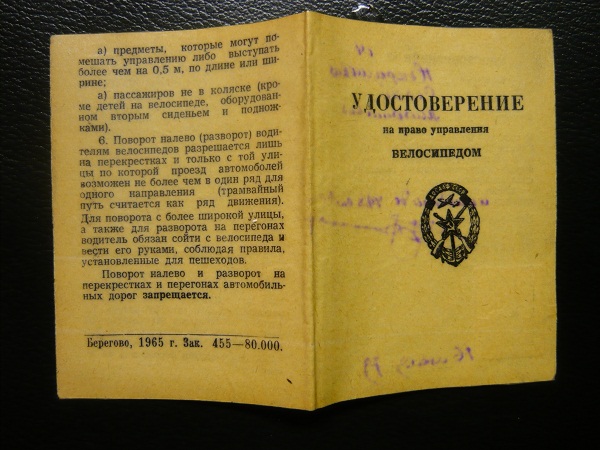 а) предметы, которые могут по-
мешать управлению либо выступать
более чем на 0,5 м, по длине или ши-
рине;
а) пассажиров не в коляске (кро-
ме детей на велосипеде, оборудован-
ном вторым сиденьем и поднож-
ками).
6. Поворот налево (разворот) води-
телям велосипедов разрешается лишь
на перекрестках и только с той ули-
цы по которой проезд автомоболей
возможен не более чем в один ряд для
одного направления (трамвайный
путь считается как ряд движения).
Для поворота с более широкой улицы,
а также для разворота на перегонах
водитель обязан сойти с велосипеда и
вести его руками, соблюдая правила,
установленные для пешеходов.
Поворот налево и разворот на
перекрестках и перегонах автомобиль-
ных дорог запрещается.
Берегово, 1965 г. Зак. 455—80.000.
УДОСТОВЕРЕНИЕ
на право управления
ВЕЛОСИПЕДОМ